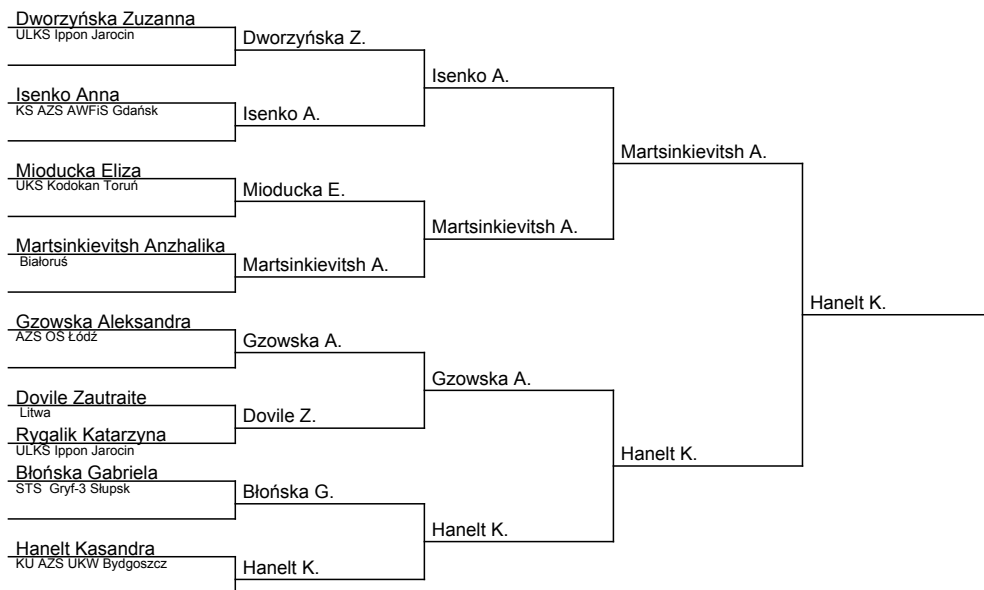 Dworzyńska Zuzanna
ULKS Ippon Jarocin
Dworzyńska Z.
Isenko A.
Isenko Anna
KS AZS AWFiS Gdańsk
Isenko A.
Martsinkievitsh A.
Mioducka Eliza
UKS Kodokan Toruń
Mioducka E.
Martsinkievitsh A.
Martsinkievitsh Anzhalika
Białoruś
Martsinkievitsh A.
Hanelt K.
Gzowska Aleksandra
AZS OŚ Łódź
Gzowska A.
Gzowska A.
Dovile Zautraite
Litwa
Dovile Z.
Rygalik Katarzyna
ULKS Ippon Jarocin
Hanelt K.
Błońska Gabriela
STS Gryf-3 Słupsk
Błońska G.
Hanelt K.
Hanelt Kasandra
KU AZS UKW Bydgoszcz
Hanelt K.